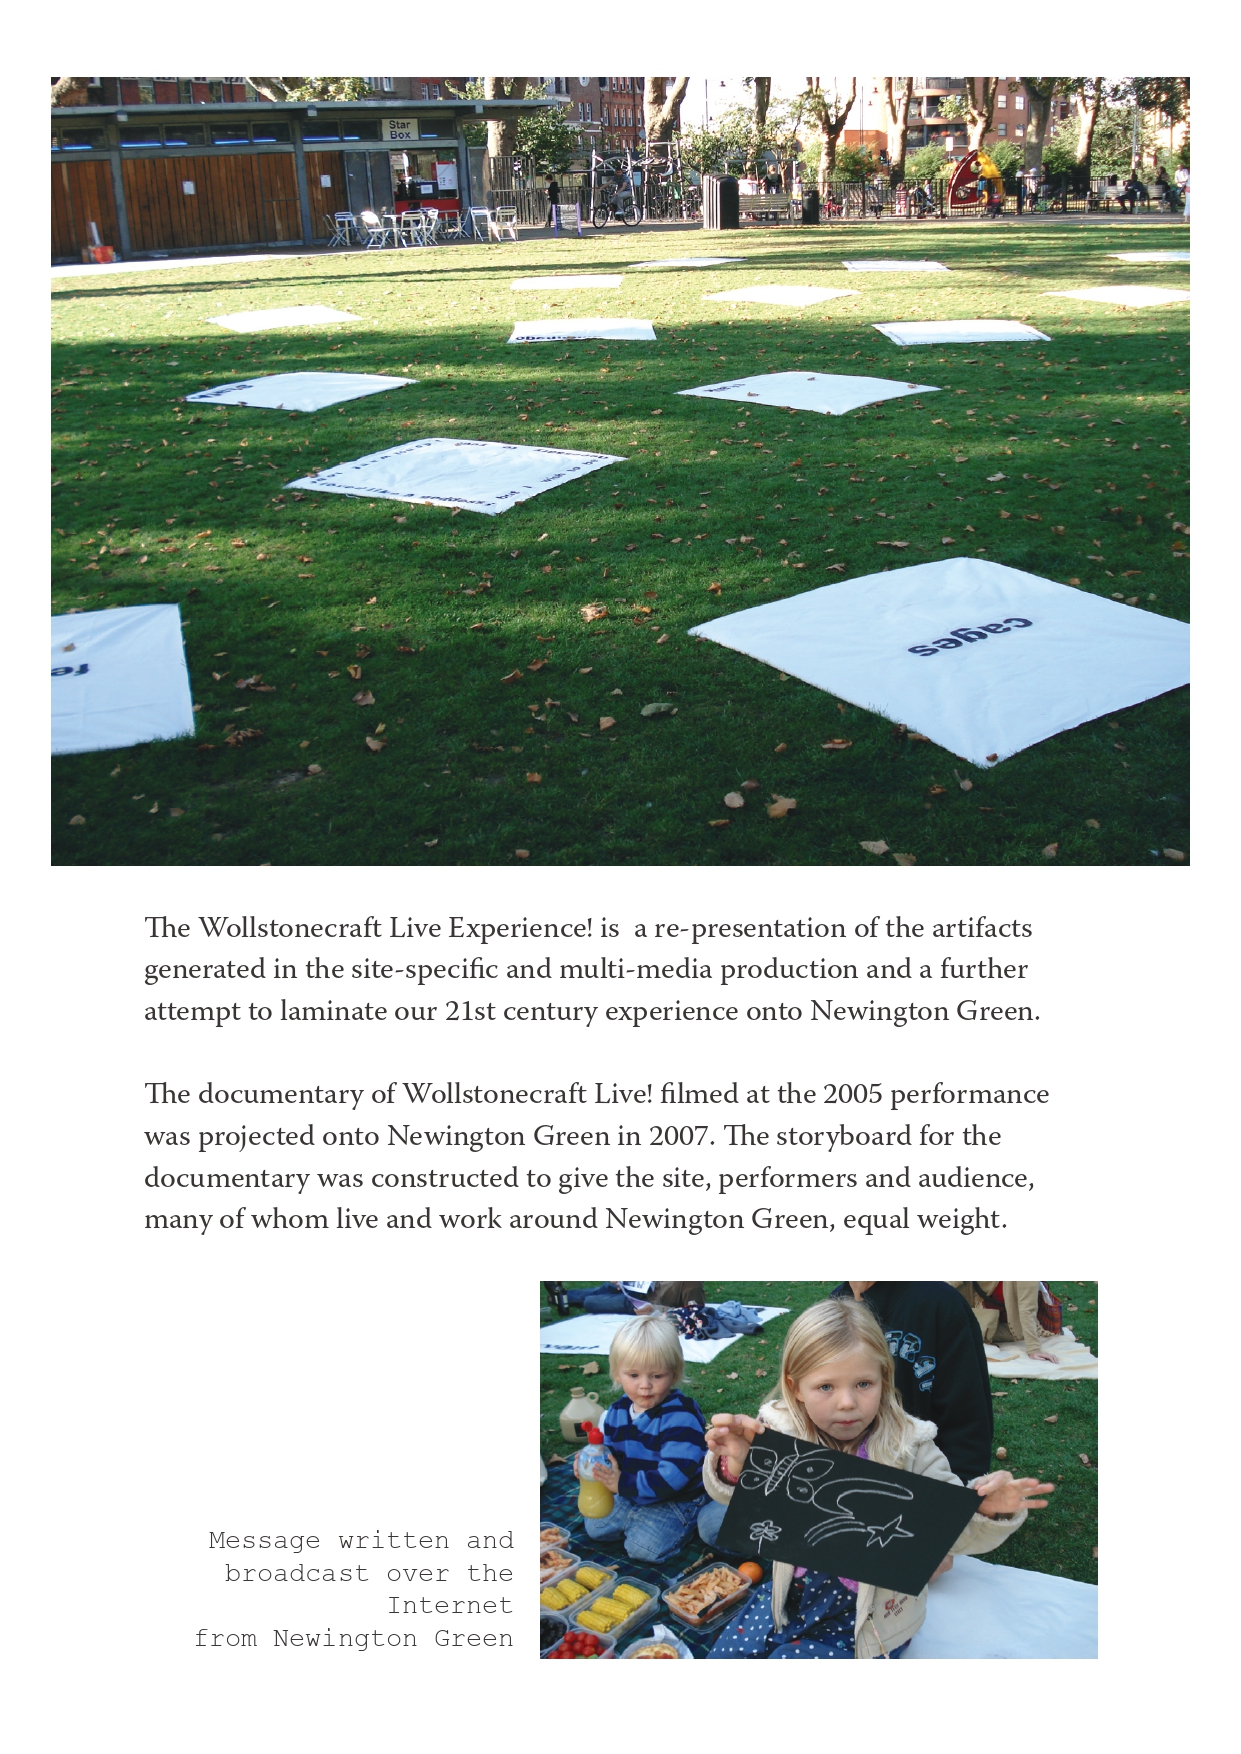 Star
Box
cages
The Wollstonecraft Live Experience! is  a re-presentation of the artifacts
generated in the site-specific and multi-media production and a further
attempt to laminate our 21st century experience onto Newington Green.
The documentary of Wollstonecraft Live! filmed at the 2005 performance
was projected onto Newington Green in 2007. The storyboard for the
documentary was constructed to give the site, performers and audience,
many of whom live and work around Newington Green, equal weight.
Message written and
broadcast over the
Internet
from Newington Green